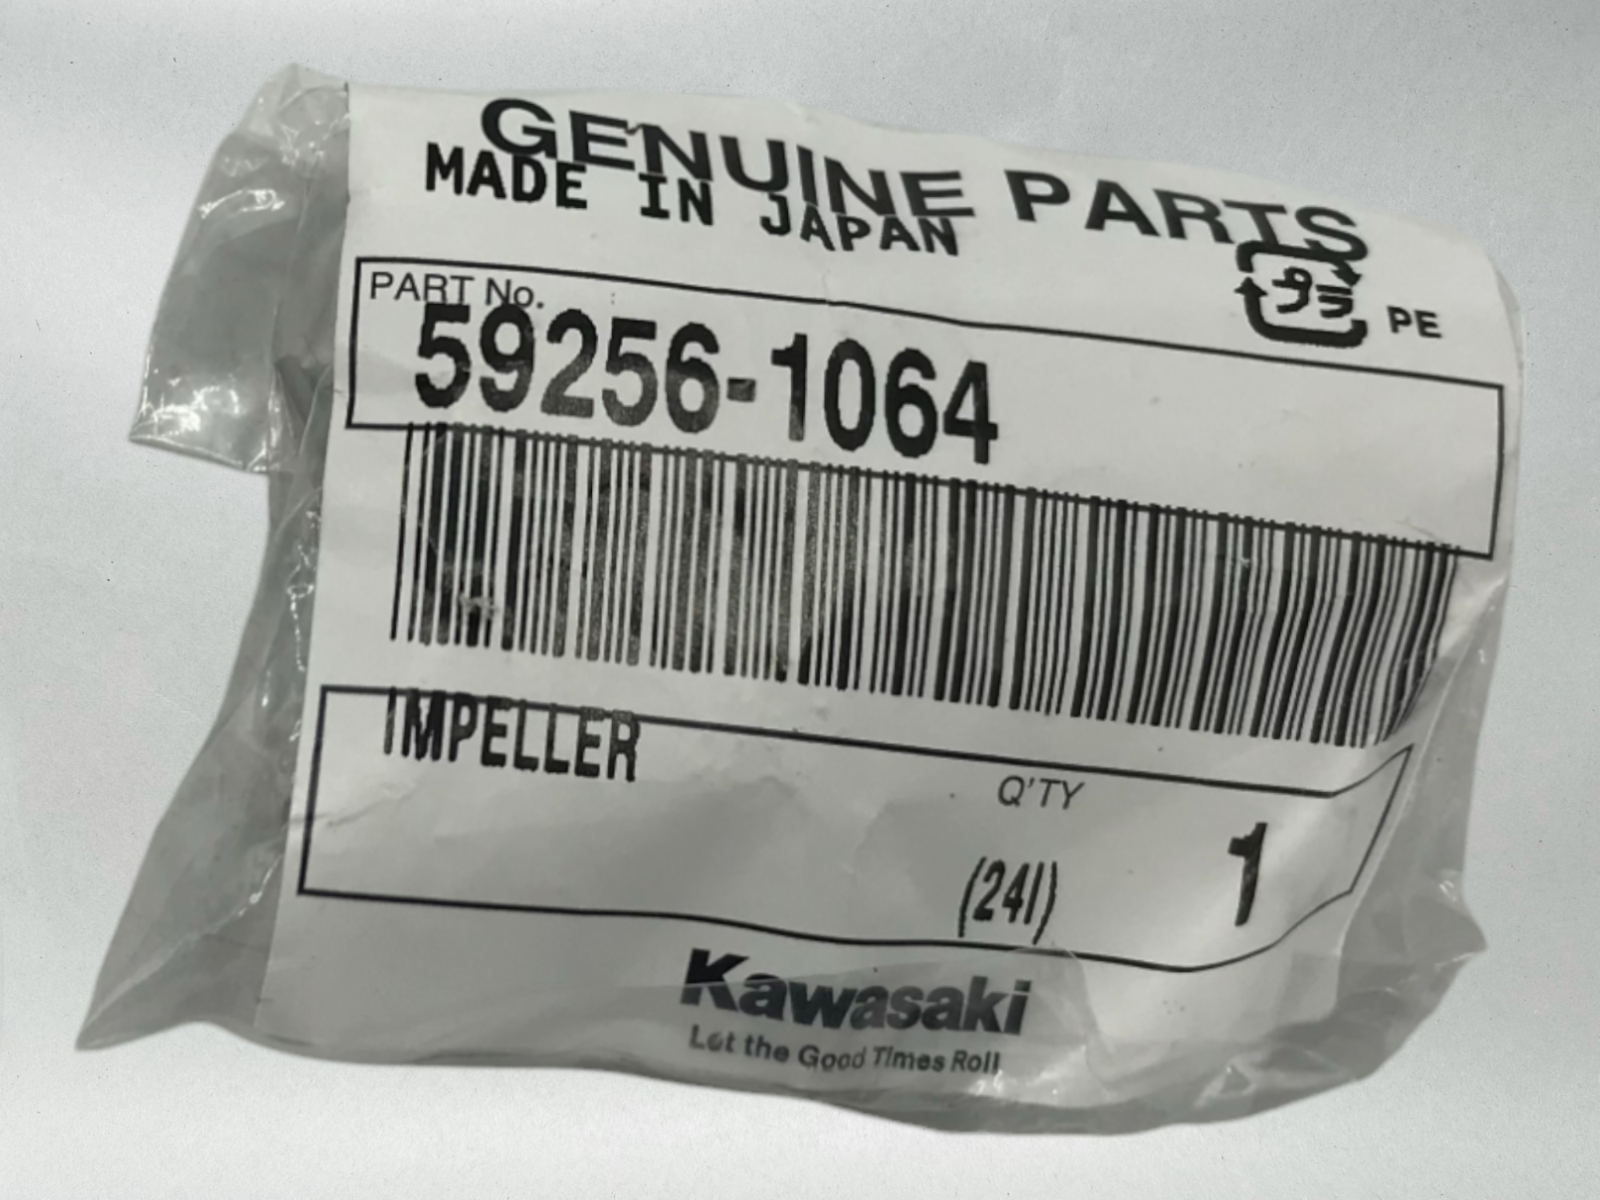 GENUINE PARTS
MADE IN JAPAN
プラ PE
PART No.
59256-1064
IMPELLER
Q'TY
(24I) 1
Kawasaki
Let the Good Times Roll